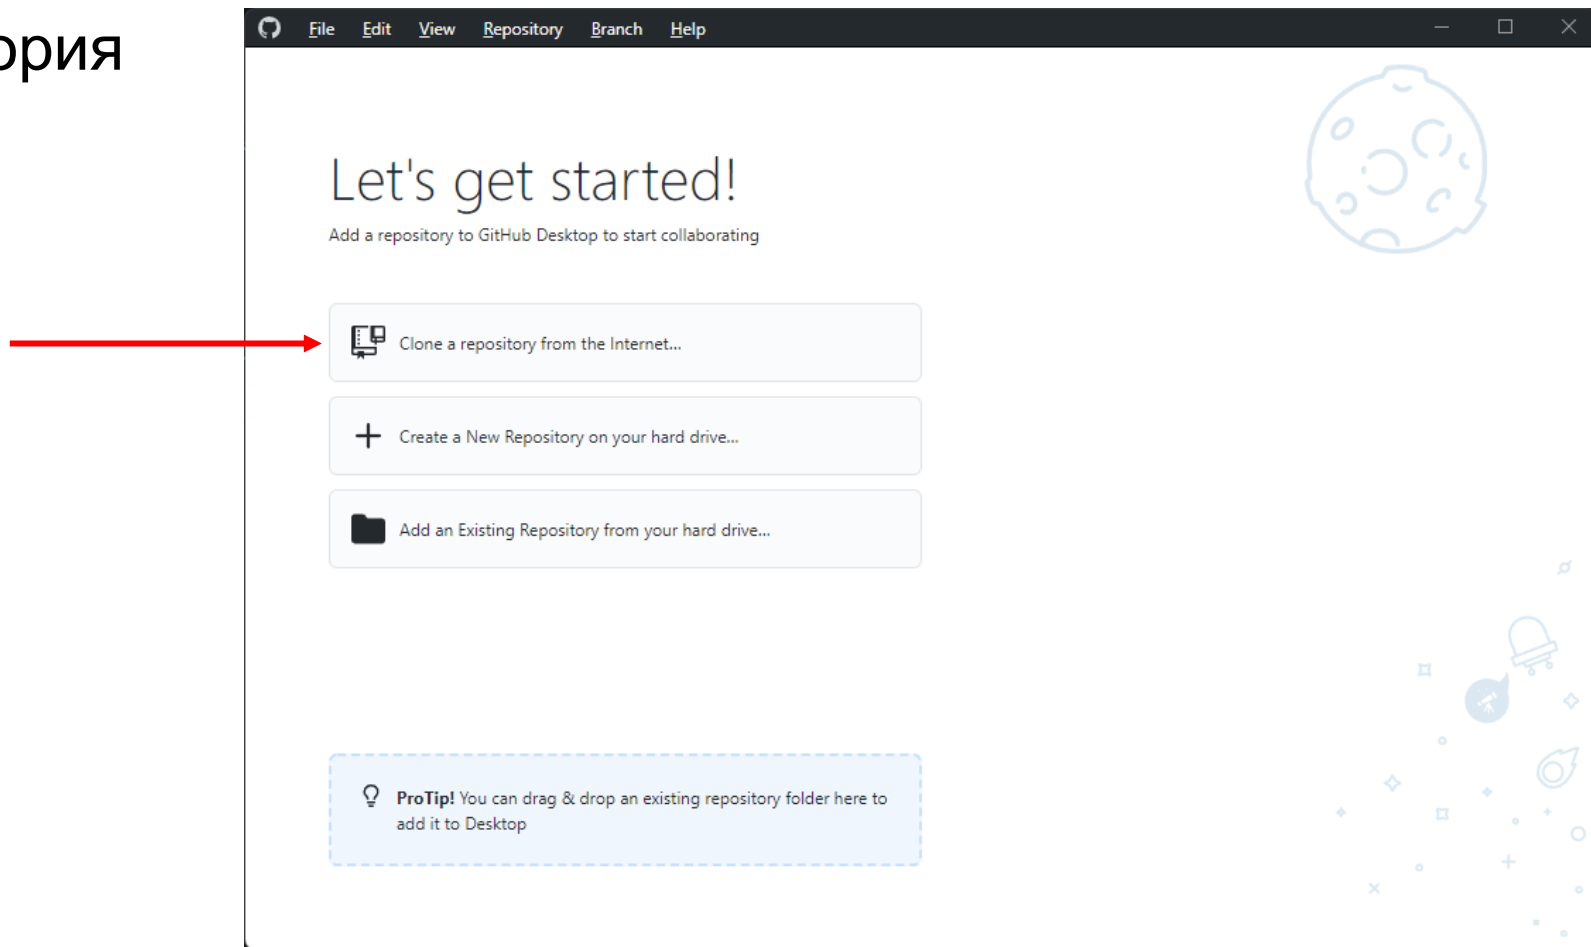 ория
File Edit View Repository Branch Help
Let's get started!
Add a repository to GitHub Desktop to start collaborating
Clone a repository from the Internet...
Create a New Repository on your hard drive...
Add an Existing Repository from your hard drive...
ProTip! You can drag & drop an existing repository folder here to
add it to Desktop